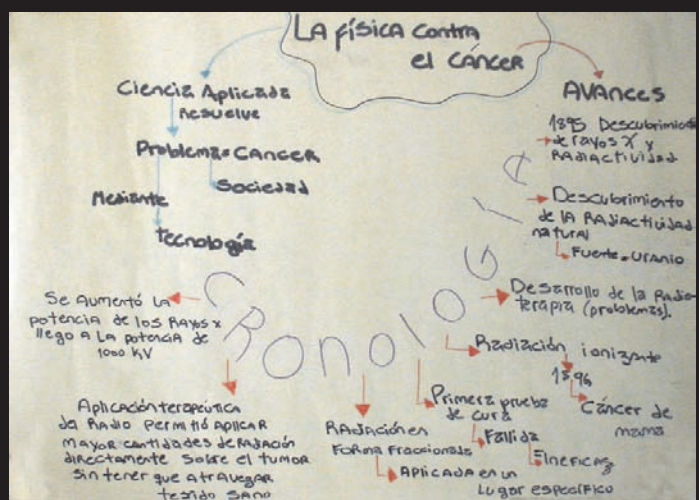 LA física contra
el CÁNCER
Ciencia Aplicada
Resuelve
Problema=CANCER
Sociedad
Mediante
tecnología
AVANCES
1895 Descubrimiento
de rayos X y
RADIACTIVIDAD
Descubrimiento
de LA RADIActividad
natural
Fuente=URANIO
Desarrollo de la Radio-
terapia (problemas).
Radiación ionizante
1896
Cáncer de
mama
Primera prueba
de cura
Fallida
Eineficaz
RADIACIÓN en
FORMA FRACCIONADA
APLICADA EN UN
LUGAR ESPECÍFICO
CRONOLOGIA
Se Aumentó LA
potencia de los RAYOS x
llego A LA POTENCIA de
1000 KV
Aplicación terapeútica
del RADIO PERMITIÓ APLICAR
MAYOR CANTIDADES DE RADIACIÓN
DIRECTAMENTE SOBRE EL TUMOR
SIN TENER QUE ATRAVEZAR
TEJIDO SANO